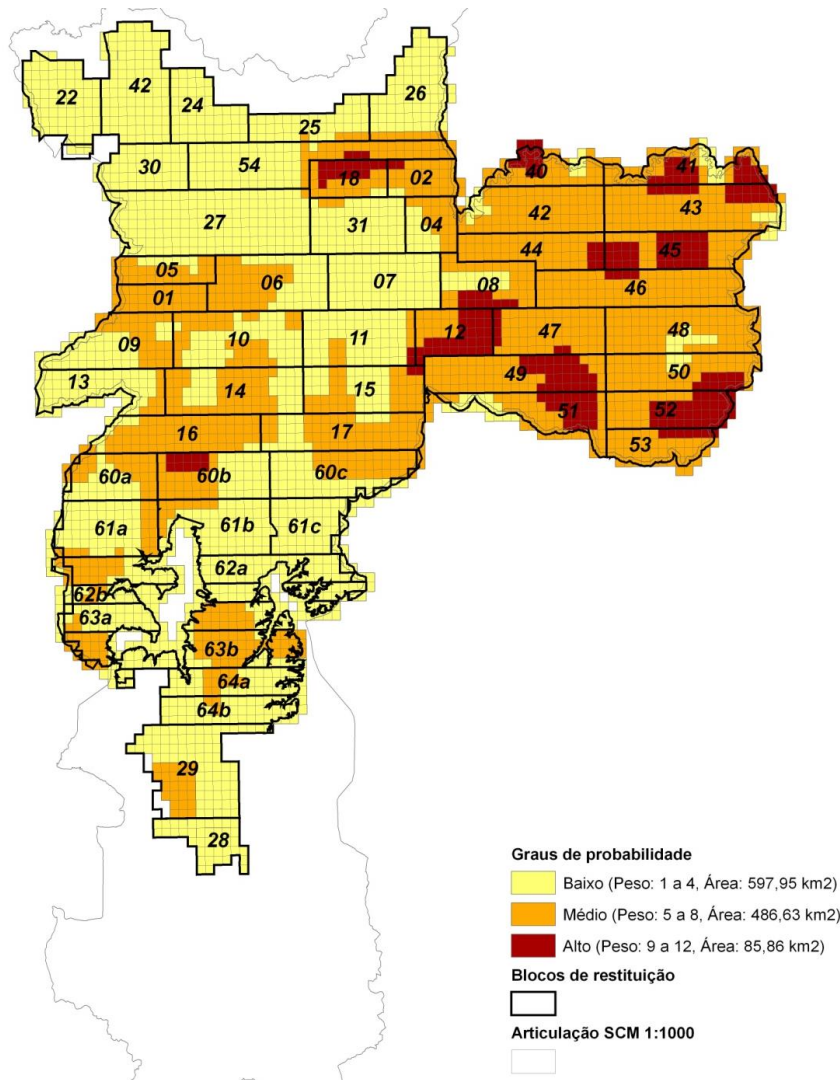 22
42
24
26
25
30
54
18
02
40
41
27
31
04
42
43
44
45
05
06
07
08
46
01
09
10
11
12
47
48
13
14
15
49
50
16
17
51
52
53
60a
60b
60c
61a
61b
61c
62a
62b
63a
63b
64a
64b
29
28
Graus de probabilidade
Baixo (Peso: 1 a 4, Área: 597,95 km2)
Médio (Peso: 5 a 8, Área: 486,63 km2)
Alto (Peso: 9 a 12, Área: 85,86 km2)
Blocos de restituição
Articulação SCM 1:1000